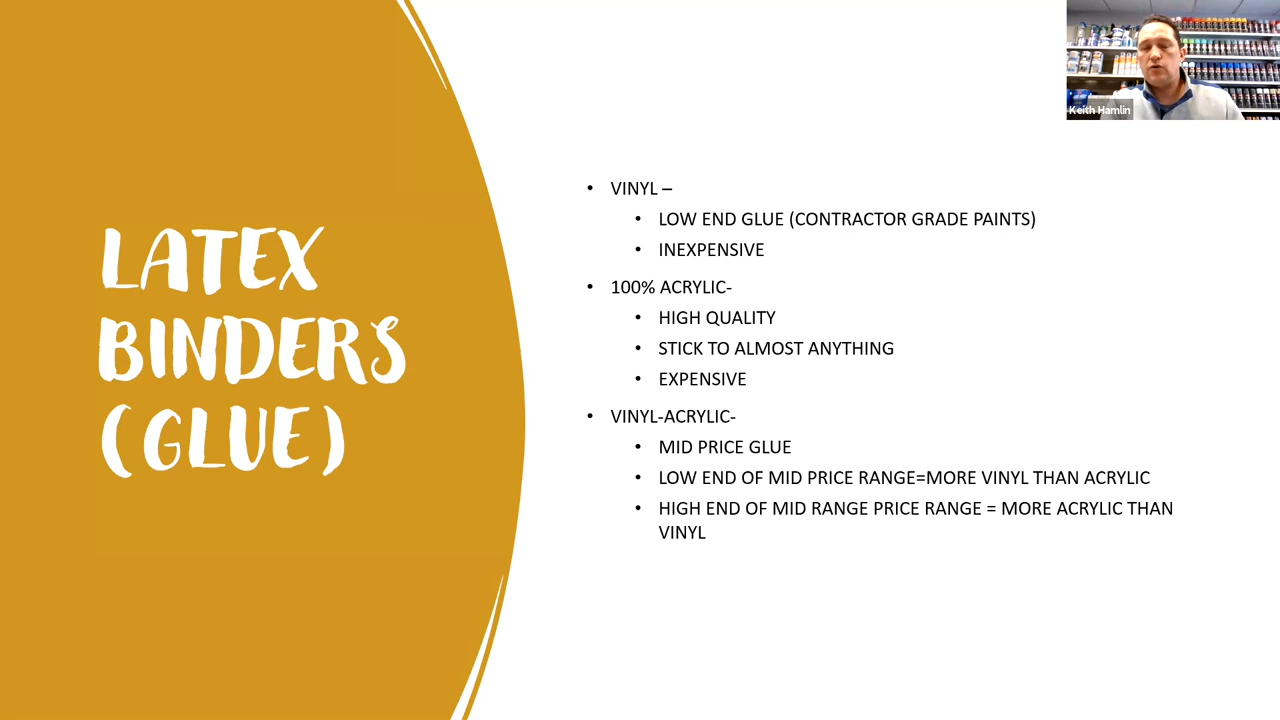 LATEX
BINDERS
(GLUE)
• VINYL –
• LOW END GLUE (CONTRACTOR GRADE PAINTS)
• INEXPENSIVE
• 100% ACRYLIC-
• HIGH QUALITY
• STICK TO ALMOST ANYTHING
• EXPENSIVE
• VINYL-ACRYLIC-
• MID PRICE GLUE
• LOW END OF MID PRICE RANGE=MORE VINYL THAN ACRYLIC
• HIGH END OF MID RANGE PRICE RANGE = MORE ACRYLIC THAN
VINYL
Keith Hamlin